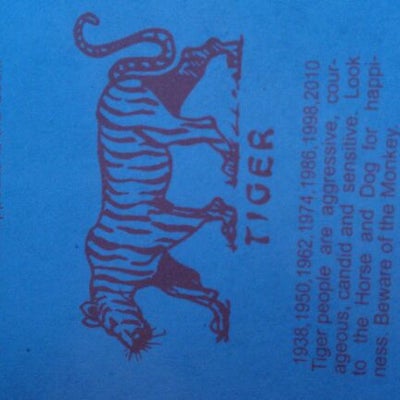 TIGER
1938,1950,1962,1974,1986,1998,2010
Tiger people are aggressive, cour-
ageous, candid and sensitive. Look
to the Horse and Dog for happi-
ness. Beware of the Monkey.